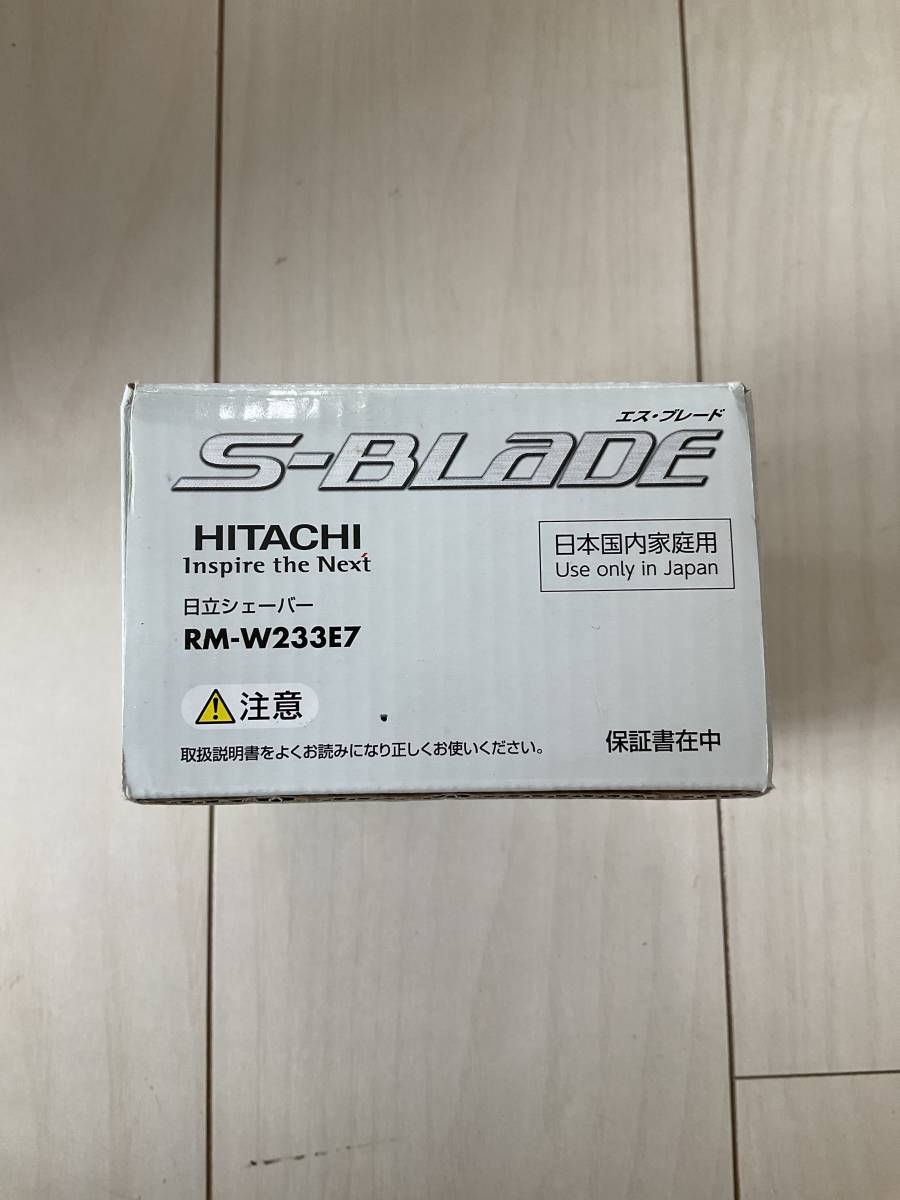 エス・ブレード
S-BLADE
HITACHI
日本国内家庭用
Inspire the Next
Use only in Japan
日立シェーバー
RM-W233E7
注意
取扱説明書をよくお読みになり正しくお使いください。
保証書在中